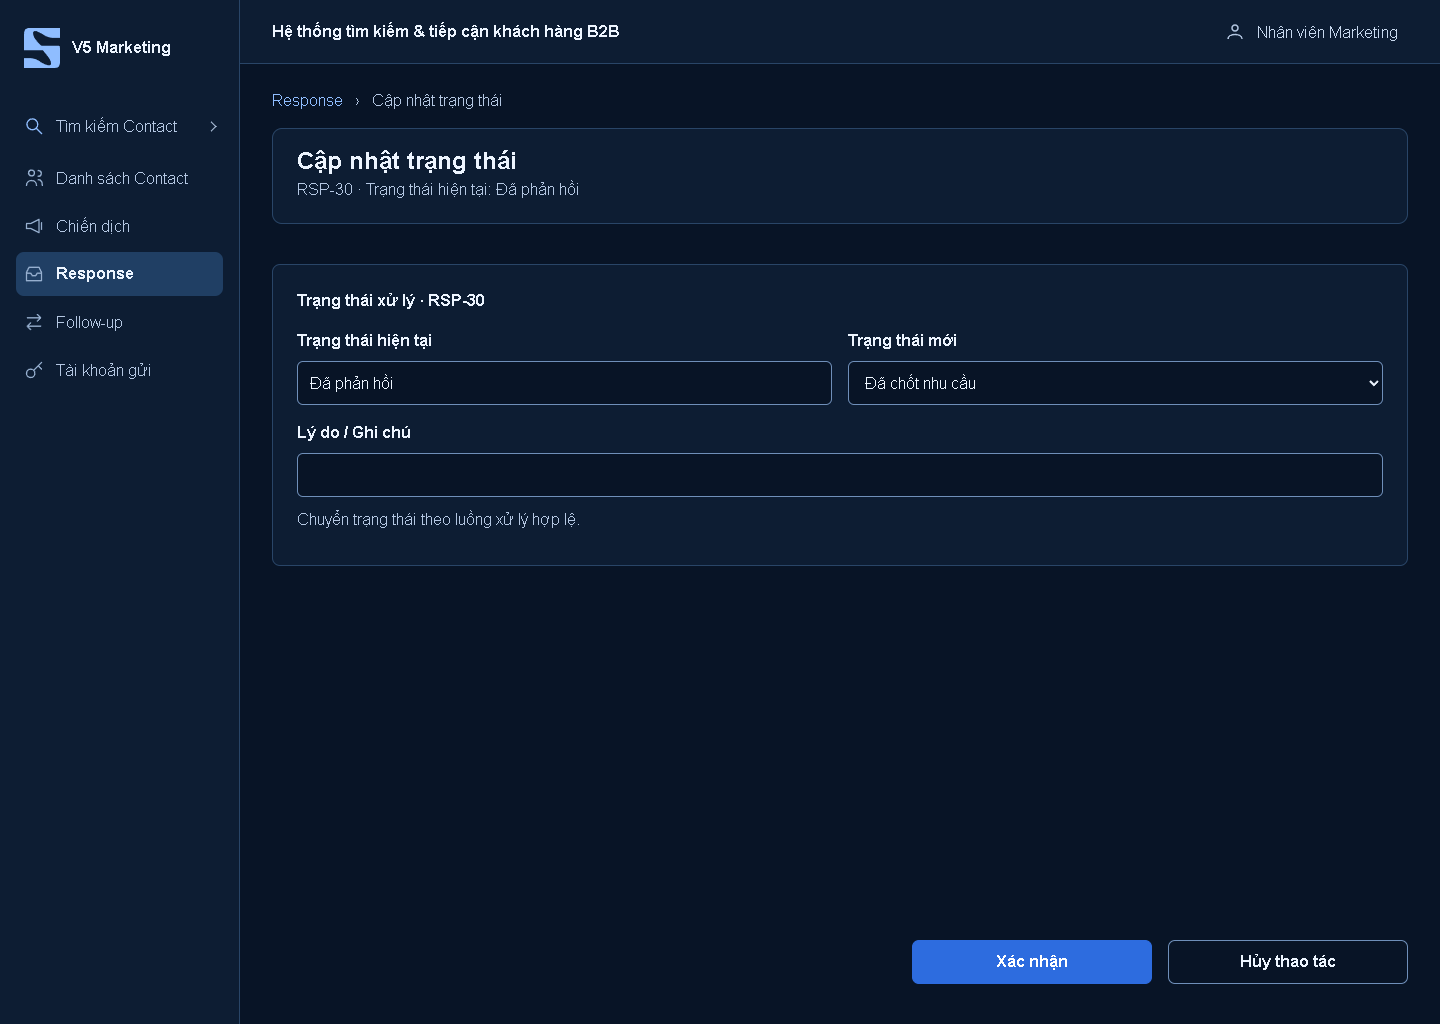 V5 Marketing
Hệ thống tìm kiếm & tiếp cận khách hàng B2B
Nhân viên Marketing
Tìm kiếm Contact
Danh sách Contact
Chiến dịch
Response
Follow-up
Tài khoản gửi
Response › Cập nhật trạng thái
Cập nhật trạng thái
RSP-30 · Trạng thái hiện tại: Đã phản hồi
Trạng thái xử lý · RSP-30
Trạng thái hiện tại
Trạng thái mới
Đã phản hồi
Đã chốt nhu cầu
Lý do / Ghi chú
Chuyển trạng thái theo luồng xử lý hợp lệ.
Xác nhận
Hủy thao tác